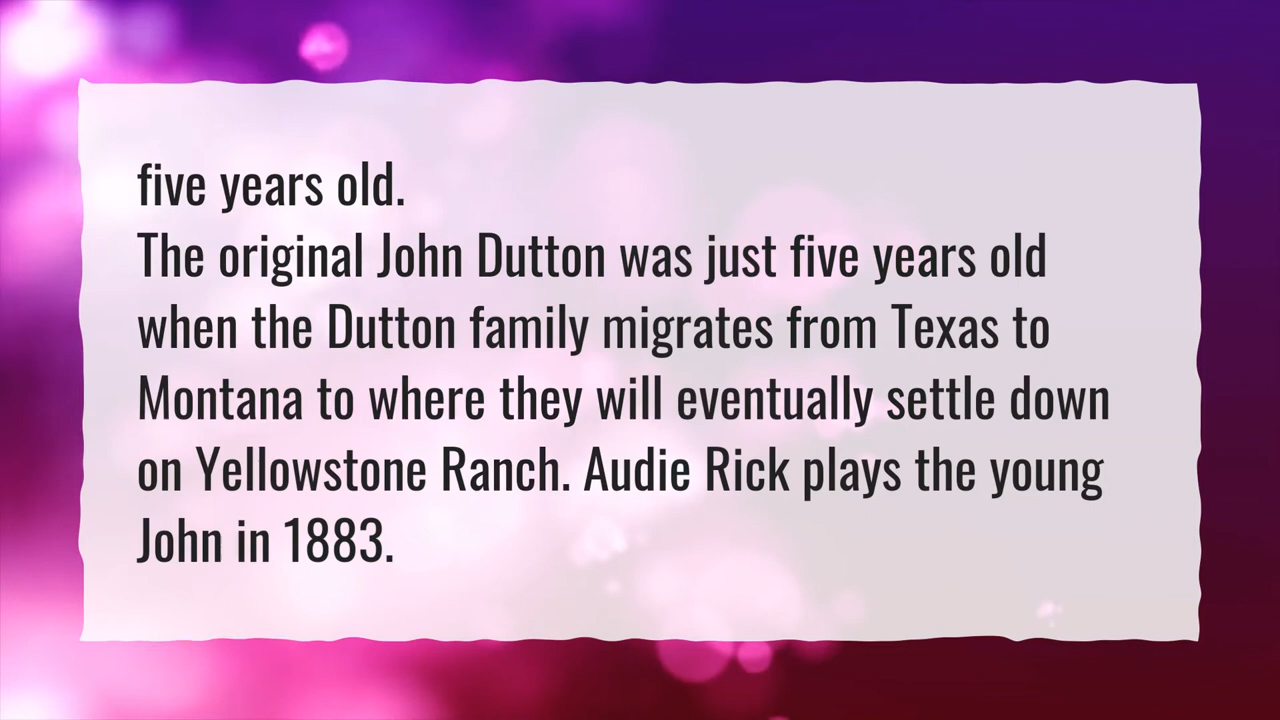 five years old.
The original John Dutton was just five years old
when the Dutton family migrates from Texas to
Montana to where they will eventually settle down
on Yellowstone Ranch. Audie Rick plays the young
John in 1883.